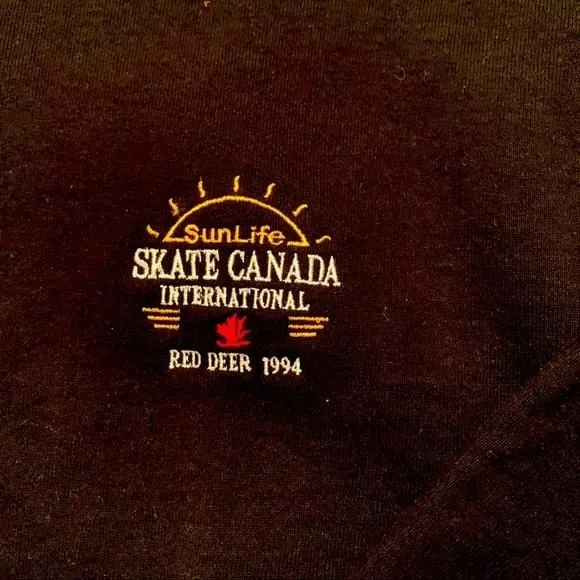 SunLife
SKATE CANADA
INTERNATIONAL
RED DEER 1994